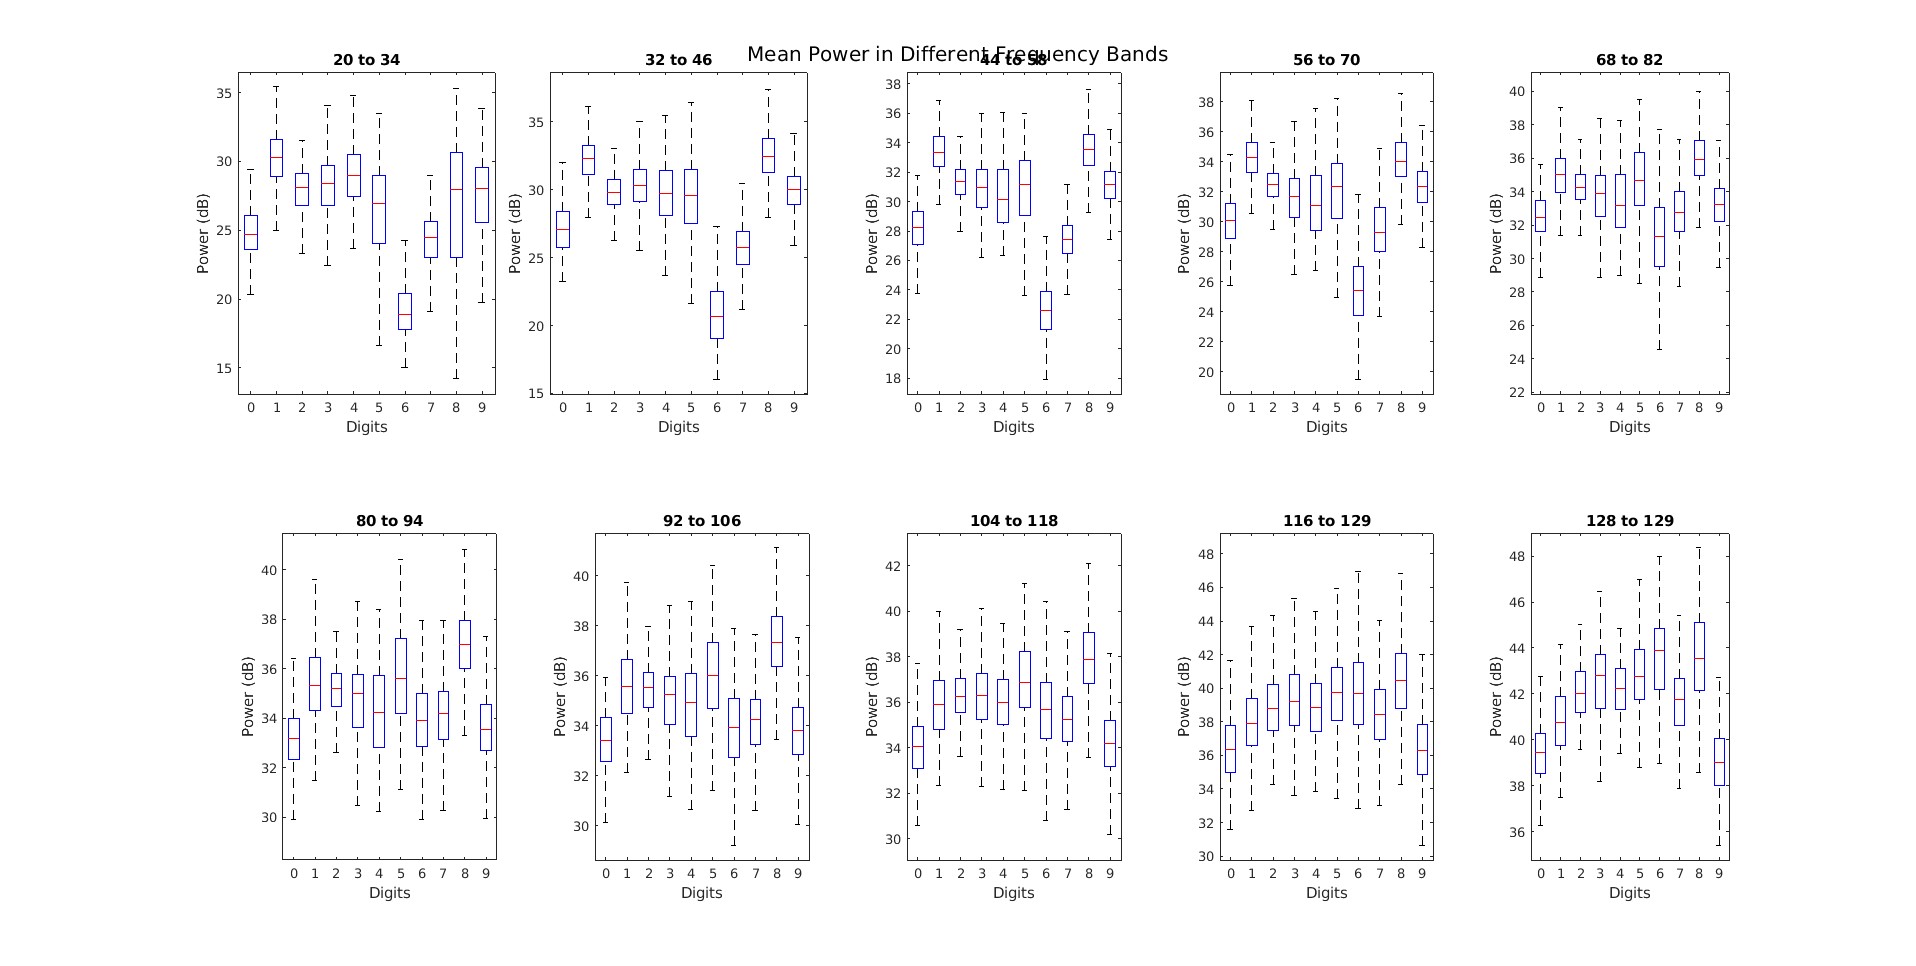 Mean Power in Different Frequency Bands
20 to 34
32 to 46
44 to 58
56 to 70
68 to 82
Power (dB)
35
30
25
20
15
0 1 2 3 4 5 6 7 8 9
Digits
Power (dB)
35
30
25
20
15
0 1 2 3 4 5 6 7 8 9
Digits
Power (dB)
38
36
34
32
30
28
26
24
22
20
18
0 1 2 3 4 5 6 7 8 9
Digits
Power (dB)
38
36
34
32
30
28
26
24
22
20
0 1 2 3 4 5 6 7 8 9
Digits
Power (dB)
40
38
36
34
32
30
28
26
24
22
0 1 2 3 4 5 6 7 8 9
Digits
80 to 94
92 to 106
104 to 118
116 to 129
128 to 129
Power (dB)
40
38
36
34
32
30
0 1 2 3 4 5 6 7 8 9
Digits
Power (dB)
40
38
36
34
32
30
0 1 2 3 4 5 6 7 8 9
Digits
Power (dB)
42
40
38
36
34
32
30
0 1 2 3 4 5 6 7 8 9
Digits
Power (dB)
48
46
44
42
40
38
36
34
32
30
0 1 2 3 4 5 6 7 8 9
Digits
Power (dB)
48
46
44
42
40
38
36
0 1 2 3 4 5 6 7 8 9
Digits